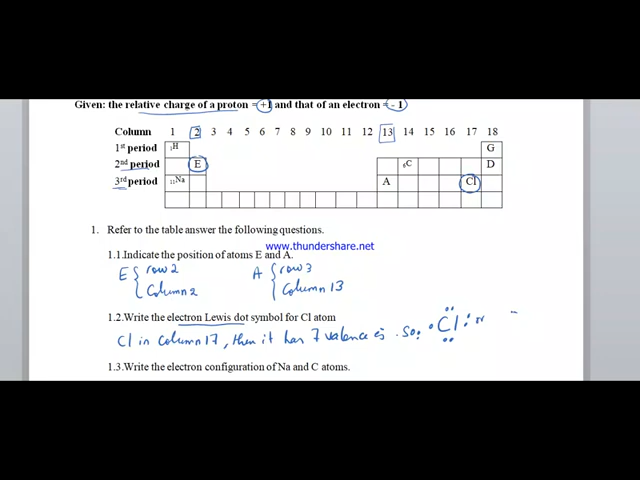 Given: the relative charge of a proton = +1 and that of an electron = - 1
Column 1 2 3 4 5 6 7 8 9 10 11 12 13 14 15 16 17 18
1st period 1H G
2nd period E 6C D
3rd period 11Na A Cl
1. Refer to the table answer the following questions.
www.thundershare.net
1.1.Indicate the position of atoms E and A.
E { row 2 A { row 3
Column 2 Column 13
1.2.Write the electron Lewis dot symbol for Cl atom
Cl in Column 17, then it has 7 valence es . so: Cl
1.3.Write the electron configuration of Na and C atoms.